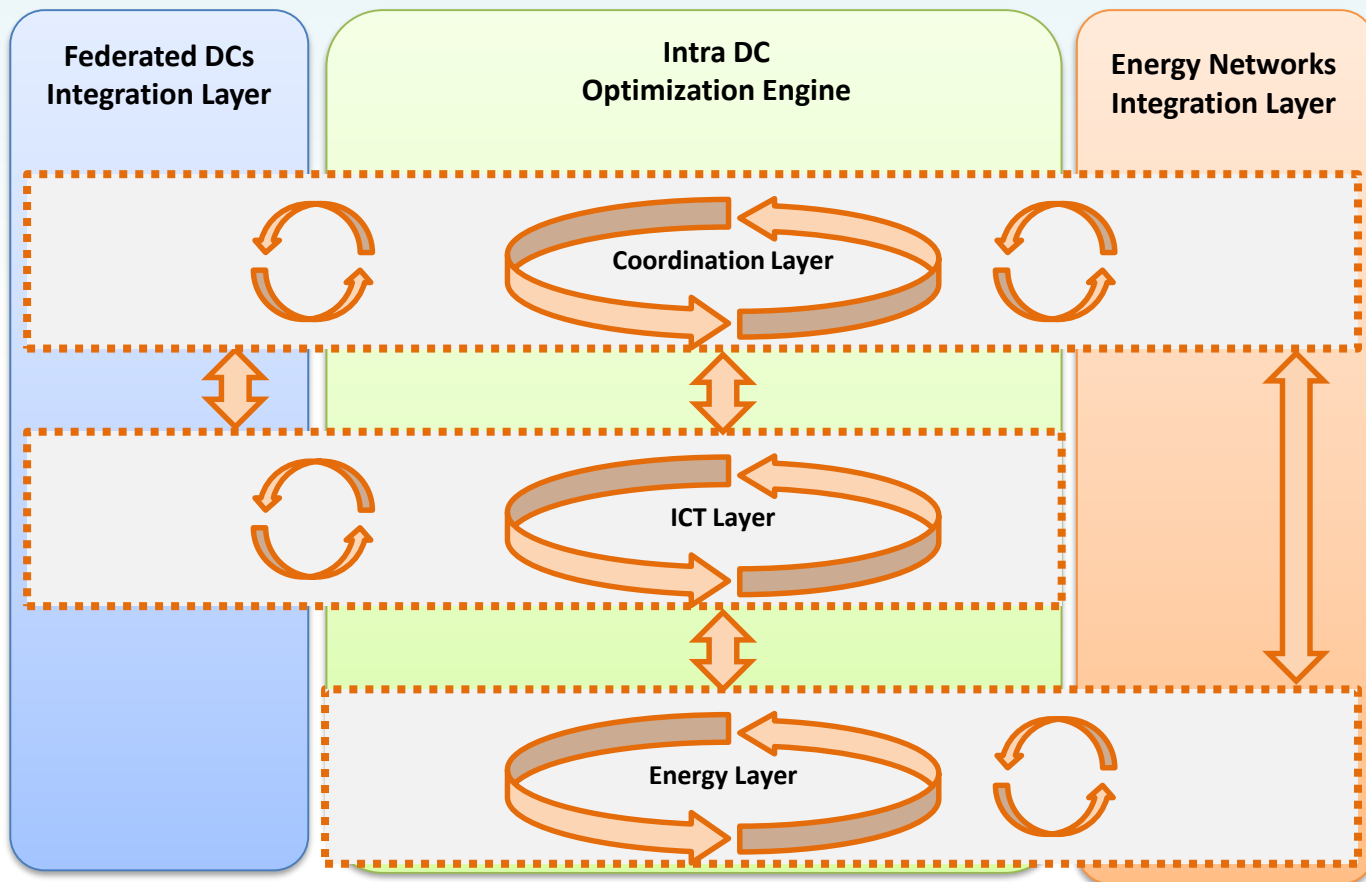 Federated DCs
Integration Layer
Intra DC
Optimization Engine
Energy Networks
Integration Layer
Coordination Layer
ICT Layer
Energy Layer